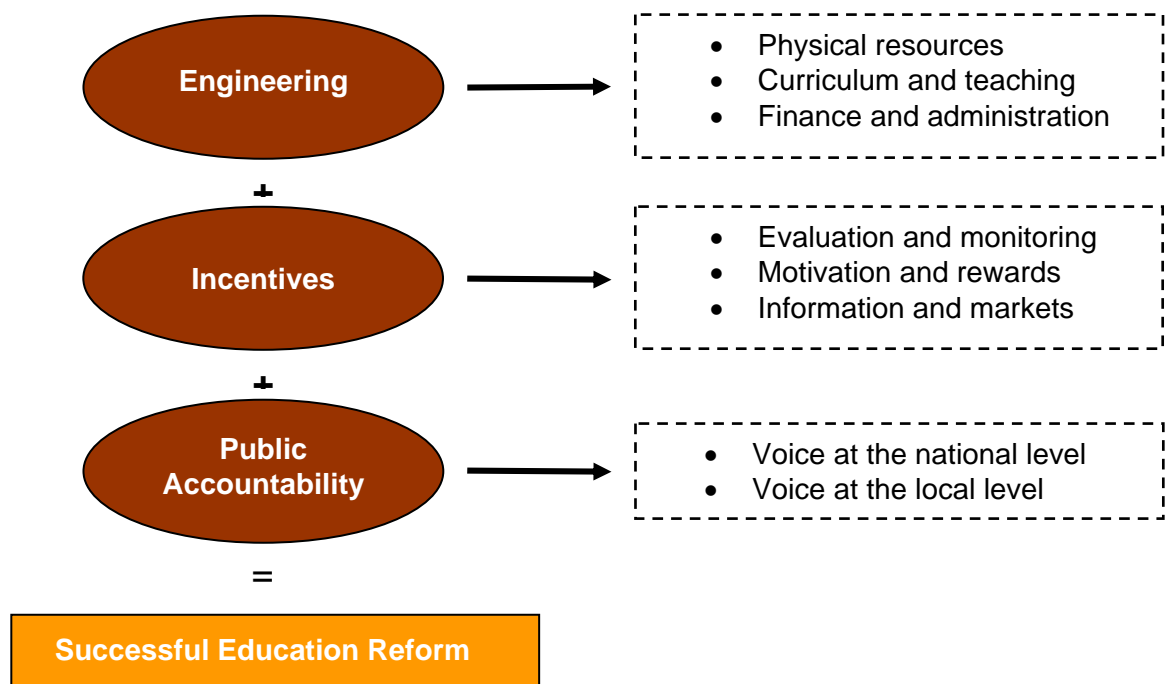 Engineering
• Physical resources
• Curriculum and teaching
• Finance and administration
+
Incentives
• Evaluation and monitoring
• Motivation and rewards
• Information and markets
+
Public
Accountability
• Voice at the national level
• Voice at the local level
=
Successful Education Reform